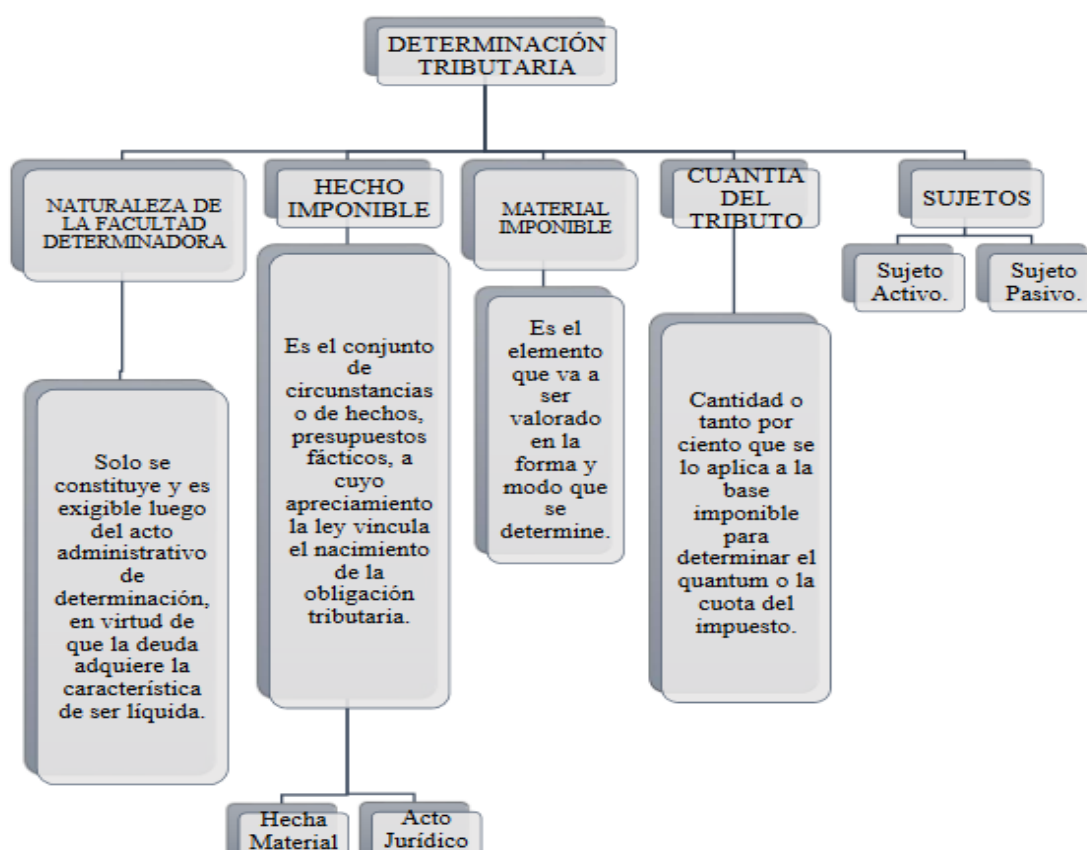 DETERMINACIÓN
TRIBUTARIA
NATURALEZA DE
LA FACULTAD
DETERMINADORA
HECHO
IMPONIBLE
MATERIAL
IMPONIBLE
CUANTIA
DEL
TRIBUTO
SUJETOS
Sujeto
Activo.
Sujeto
Pasivo.
Solo se
constituye y es
exigible luego
del acto
administrativo
de
determinación,
en virtud de
que la deuda
adquiere la
característica
de ser líquida.
Es el conjunto
de
circunstancias
o de hechos,
presupuestos
fácticos, a
cuyo
apreciamiento
la ley vincula
el nacimiento
de la
obligación
tributaria.
Es el
elemento
que va a
ser
valorado
en la
forma y
modo que
se
determine.
Cantidad o
tanto por
ciento que se
lo aplica a la
base
imponible
para
determinar el
quantum o la
cuota del
impuesto.
Hecha
Material
Acto
Jurídico